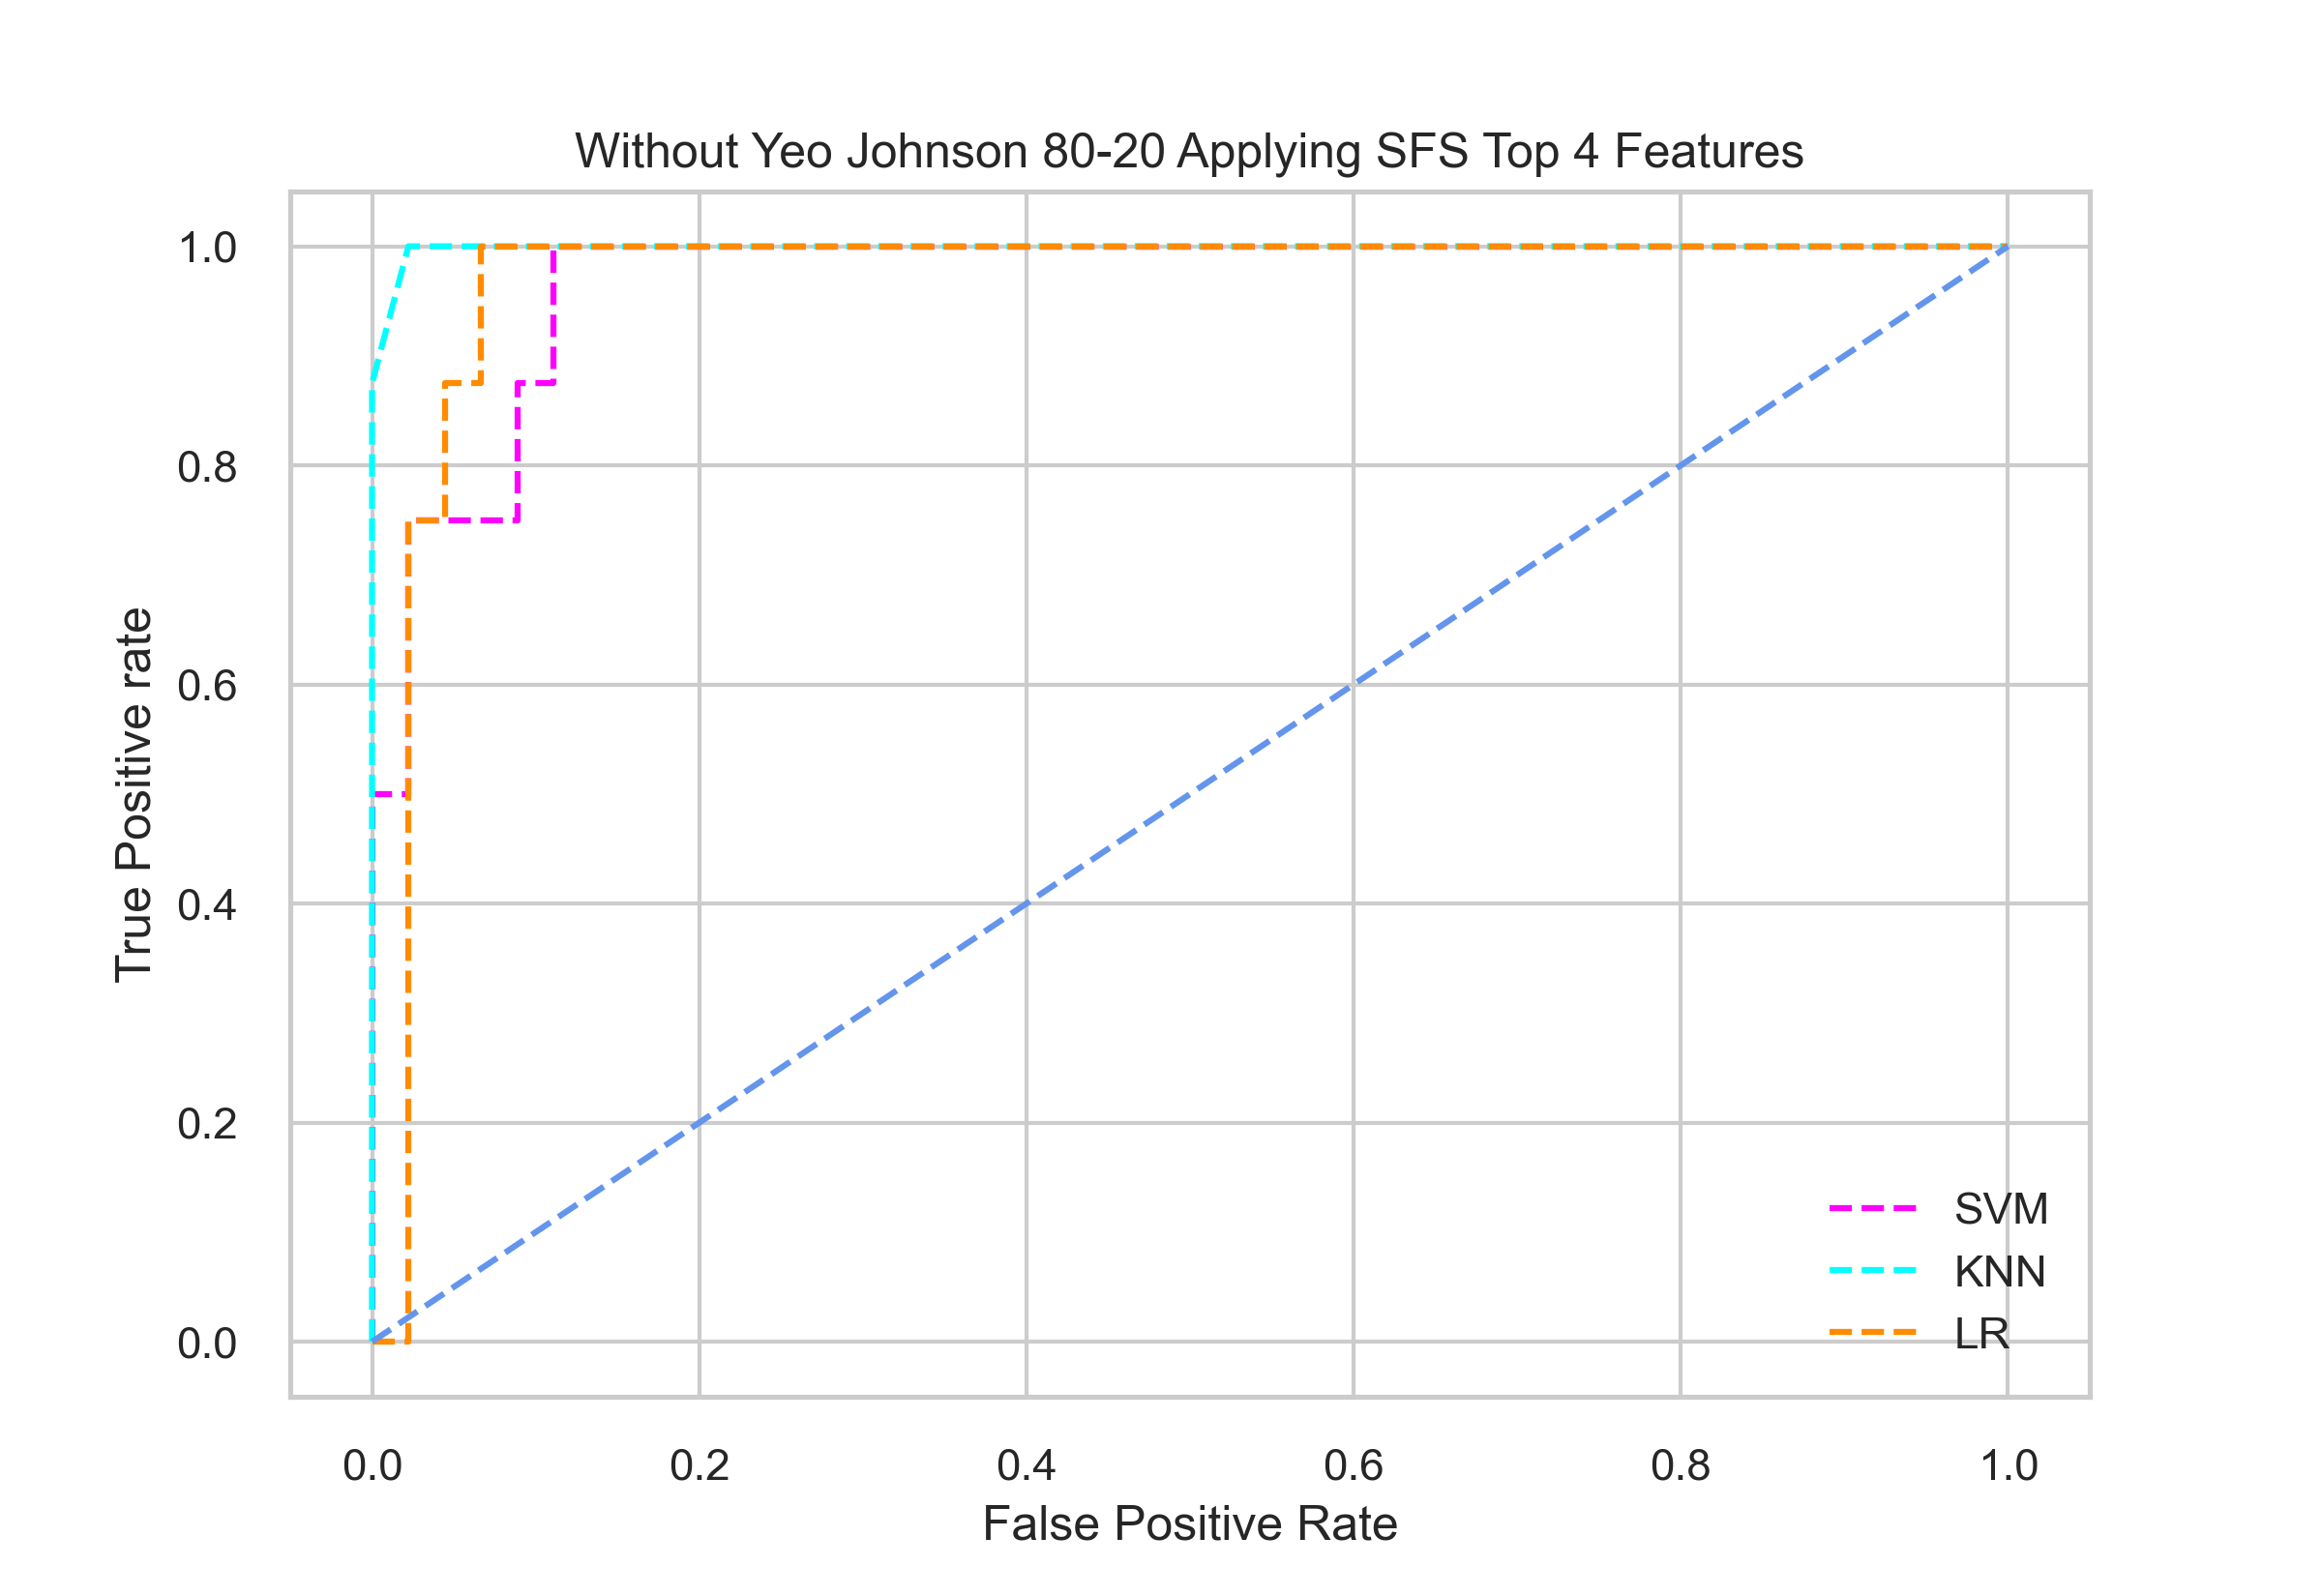 Without Yeo Johnson 80-20 Applying SFS Top 4 Features
1.0
0.8
0.6
0.4
0.2
0.0
True Positive rate
0.0 0.2 0.4 0.6 0.8 1.0
False Positive Rate
SVM
KNN
LR